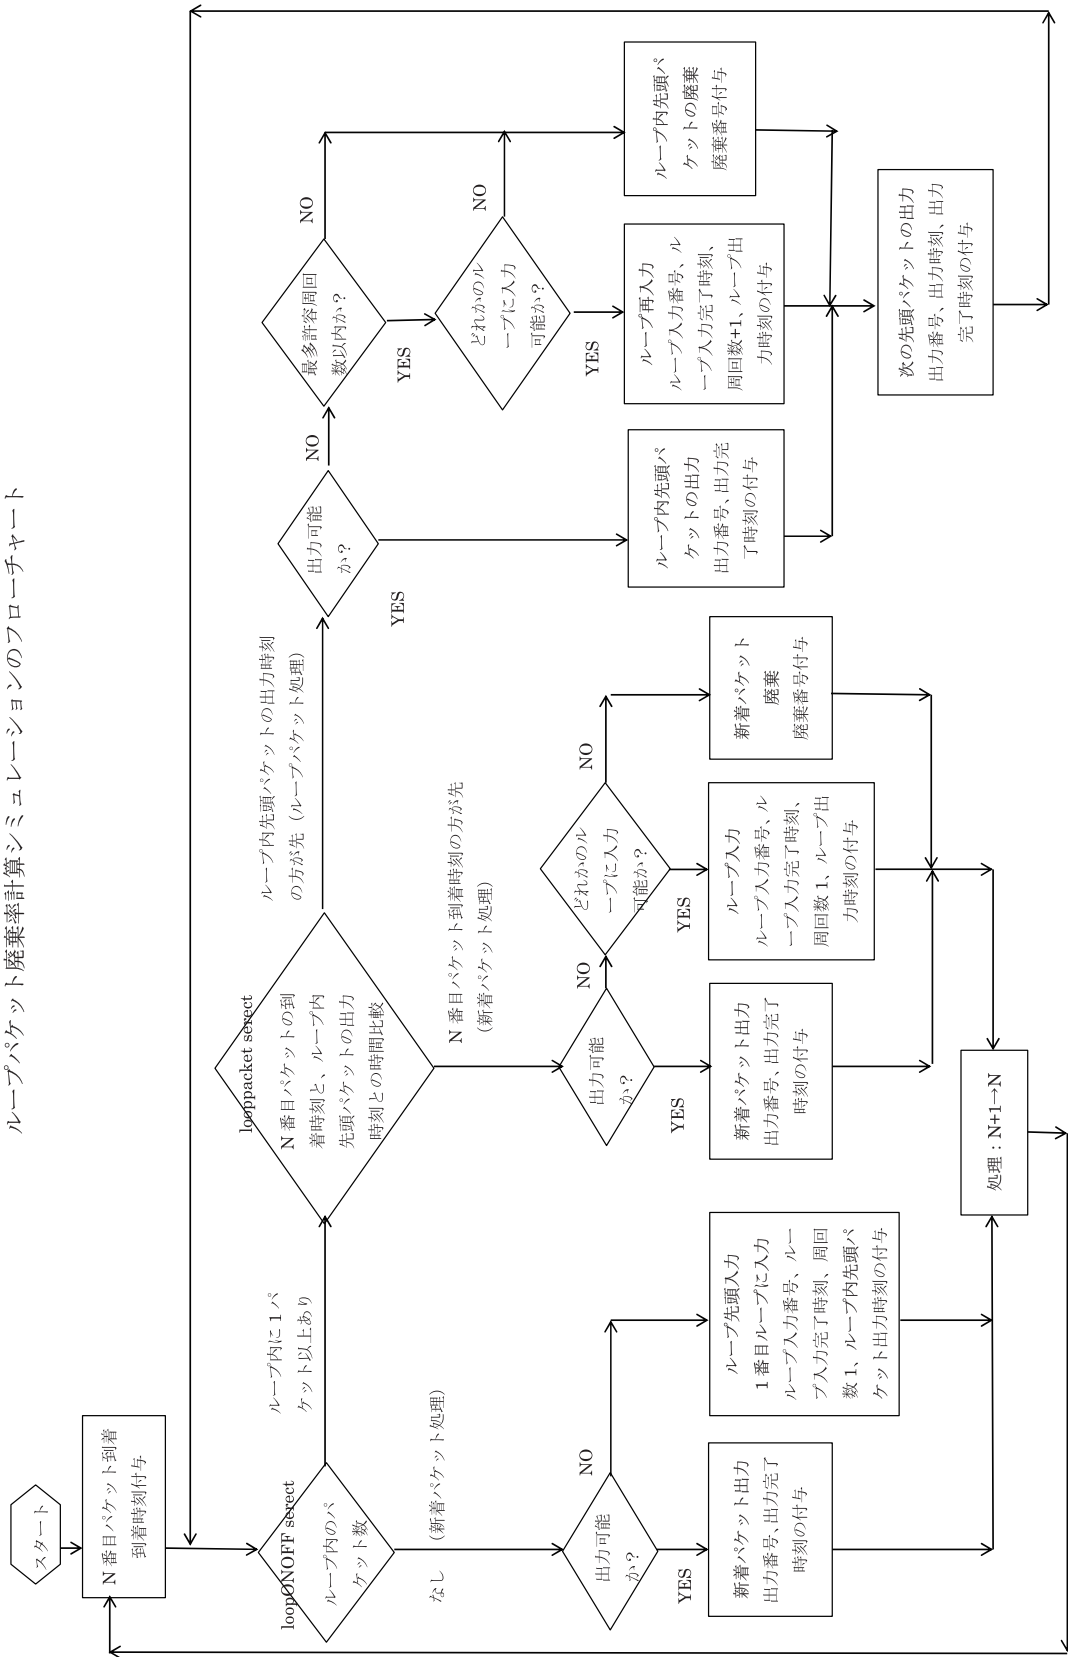 ループパケット廃棄率計算シミュレーションのフローチャート
スタート
N 番目パケット到着
到着時刻付与
loopONOFF serect
ループ内のパ
ケット数
ループ内に 1 パ
ケット以上あり
なし (新着パケット処理)
出力可能
か？
NO
YES
新着パケット出力
出力番号、出力完了
時刻の付与
ループ先頭入力
1 番目ループに入力
ループ入力番号、ルー
プ入力完了時刻、周回
数 1、ループ内先頭パ
ケット出力時刻の付与
looppacket serect
N 番目パケットの到
着時刻と、ループ内
先頭パケットの出力
時刻との時間比較
N 番目パケット到着時刻の方が先
(新着パケット処理)
出力可能
か？
NO
YES
新着パケット出力
出力番号、出力完了
時刻の付与
どれかのル
ープに入力
可能か？
NO
YES
ループ入力
ループ入力番号、ル
ープ入力完了時刻、
周回数 1、ループ出
力時刻の付与
新着パケット
廃棄
廃棄番号付与
処理：N+1→N
ループ内先頭パケットの出力時刻
の方が先 (ループパケット処理)
出力可能
か？
NO
YES
ループ内先頭パ
ケットの出力
出力番号、出力完
了時刻の付与
最多許容周回
数以内か？
NO
YES
どれかのル
ープに入力
可能か？
NO
YES
ループ再入力
ループ入力番号、ル
ープ入力完了時刻、
周回数+1、ループ出
力時刻の付与
ループ内先頭パ
ケットの廃棄
廃棄番号付与
次の先頭パケットの出力
出力番号、出力時刻、出力
完了時刻の付与